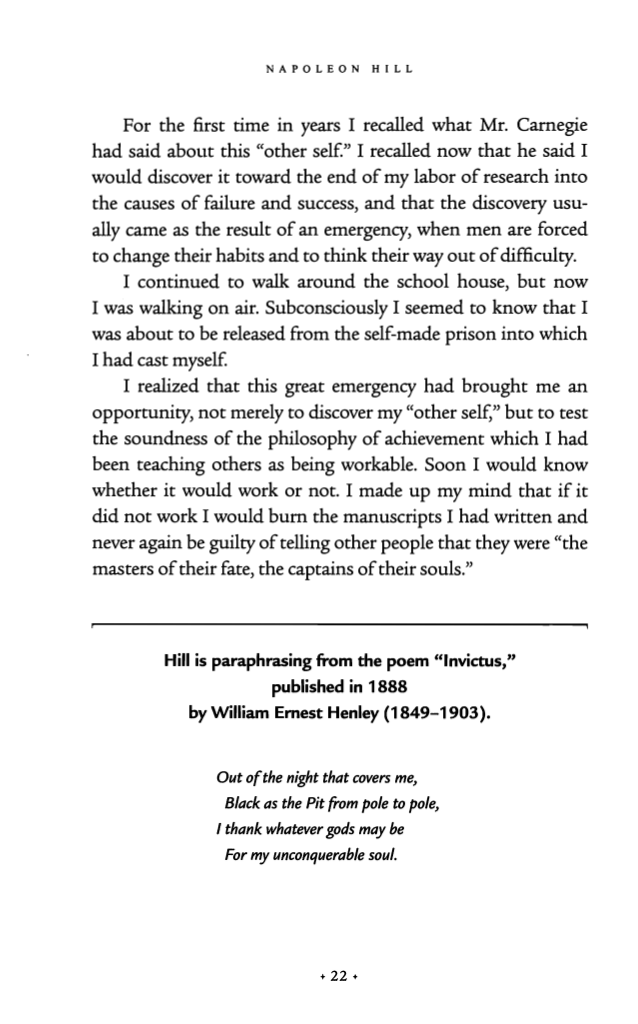 NAPOLEON HILL
For the first time in years I recalled what Mr. Carnegie
had said about this “other self.” I recalled now that he said I
would discover it toward the end of my labor of research into
the causes of failure and success, and that the discovery usu-
ally came as the result of an emergency, when men are forced
to change their habits and to think their way out of difficulty.
I continued to walk around the school house, but now
I was walking on air. Subconsciously I seemed to know that I
was about to be released from the self-made prison into which
I had cast myself.
I realized that this great emergency had brought me an
opportunity, not merely to discover my “other self,” but to test
the soundness of the philosophy of achievement which I had
been teaching others as being workable. Soon I would know
whether it would work or not. I made up my mind that if it
did not work I would burn the manuscripts I had written and
never again be guilty of telling other people that they were “the
masters of their fate, the captains of their souls.”
Hill is paraphrasing from the poem “Invictus,”
published in 1888
by William Ernest Henley (1849–1903).
Out of the night that covers me,
Black as the Pit from pole to pole,
I thank whatever gods may be
For my unconquerable soul.
• 22 •